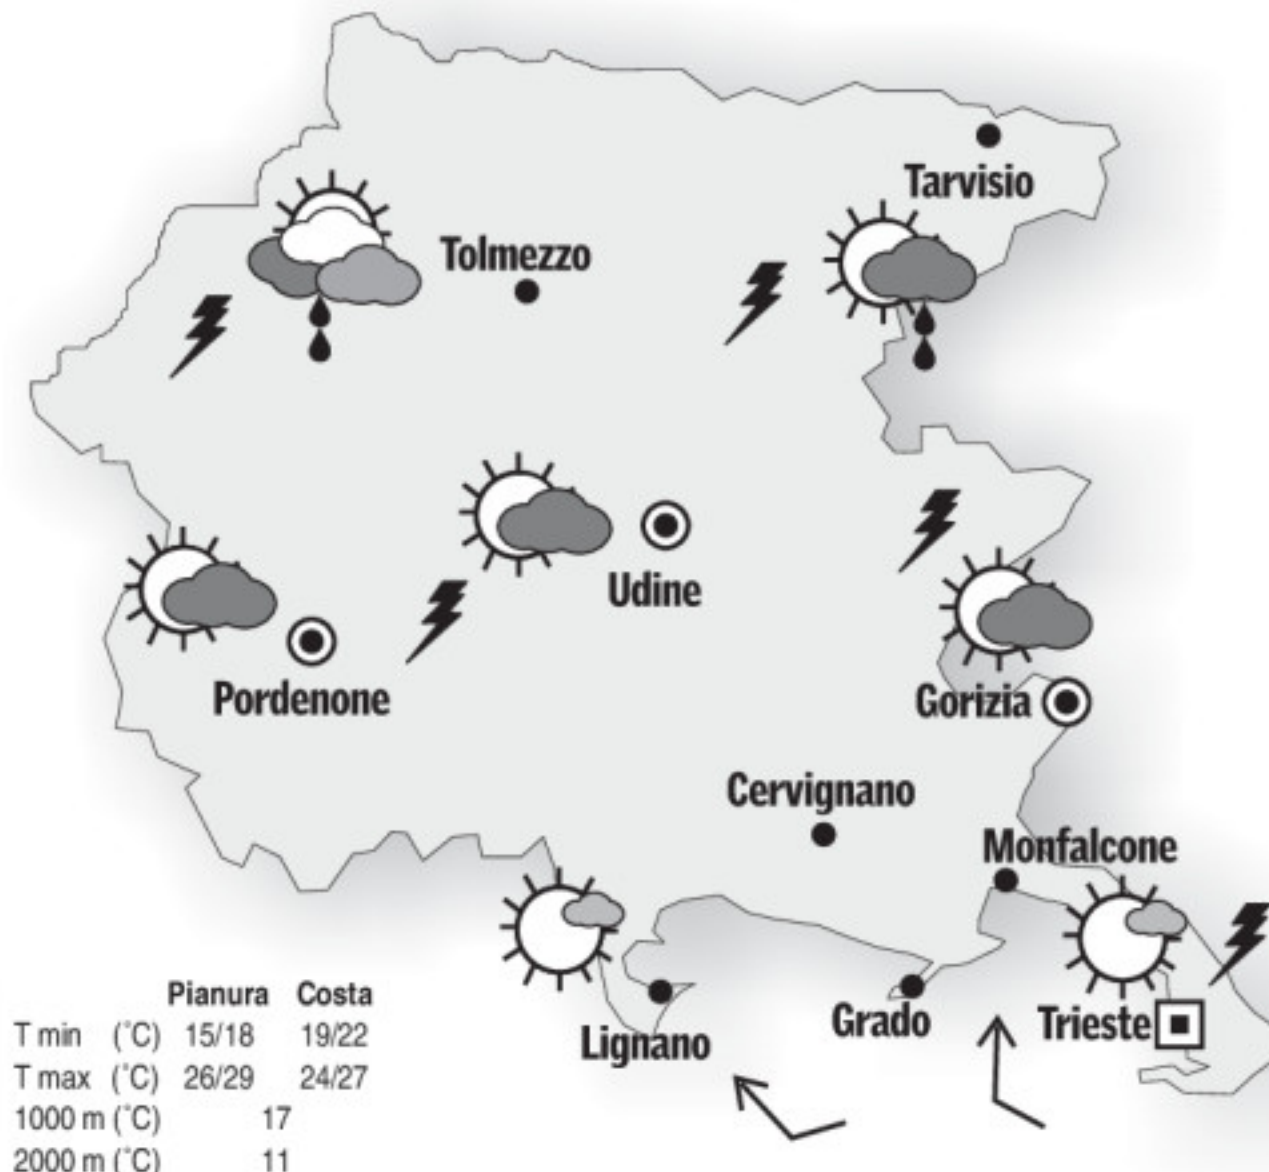 Tarvisio
Tolmezzo
Udine
Pordenone
Gorizia
Cervignano
Monfalcone
Trieste
Grado
Lignano
Pianura Costa
T min (°C) 15/18 19/22
T max (°C) 26/29 24/27
1000 m (°C) 17
2000 m (°C) 11